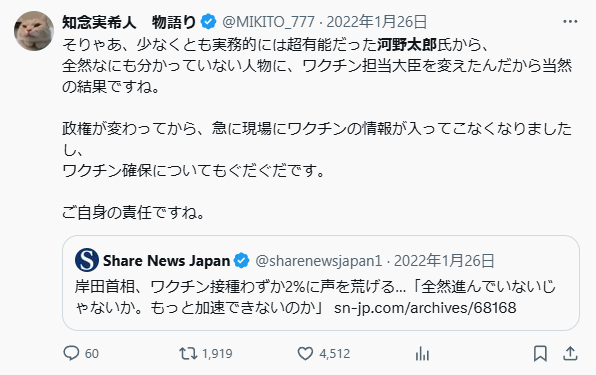 知念実希人　物語り @MIKITO_777 · 2022年1月26日
そりゃあ、少なくとも実務的には超有能だった河野太郎氏から、
全然なにも分かっていない人物に、ワクチン担当大臣を変えたんだから当然
の結果ですね。
政権が変わってから、急に現場にワクチンの情報が入ってこなくなりました
し、
ワクチン確保についてもぐだぐだです。
ご自身の責任ですね。
S Share News Japan @sharenewsjapan1 · 2022年1月26日
岸田首相、ワクチン接種わずか2%に声を荒げる…「全然進んでいないじ
ゃないか。もっと加速できないのか」 sn-jp.com/archives/68168
60 1,919 4,512